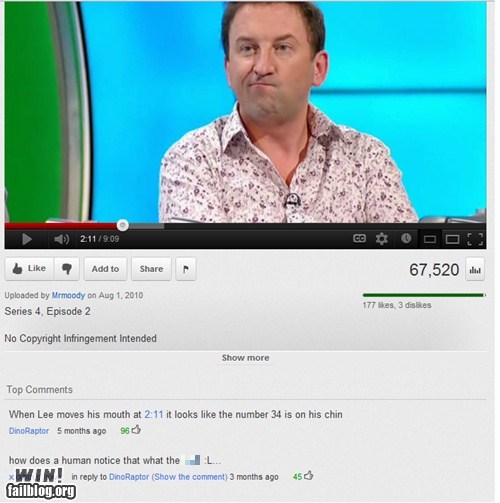 2:11 / 9:09
CC
Like
Add to
Share
67,520
Uploaded by Mrmoody on Aug 1, 2010
177 likes, 3 dislikes
Series 4, Episode 2
No Copyright Infringement Intended
Show more
Top Comments
When Lee moves his mouth at 2:11 it looks like the number 34 is on his chin
DinoRaptor 5 months ago 96
how does a human notice that what the :L...
in reply to DinoRaptor (Show the comment) 3 months ago 45
WIN!
failblog.org